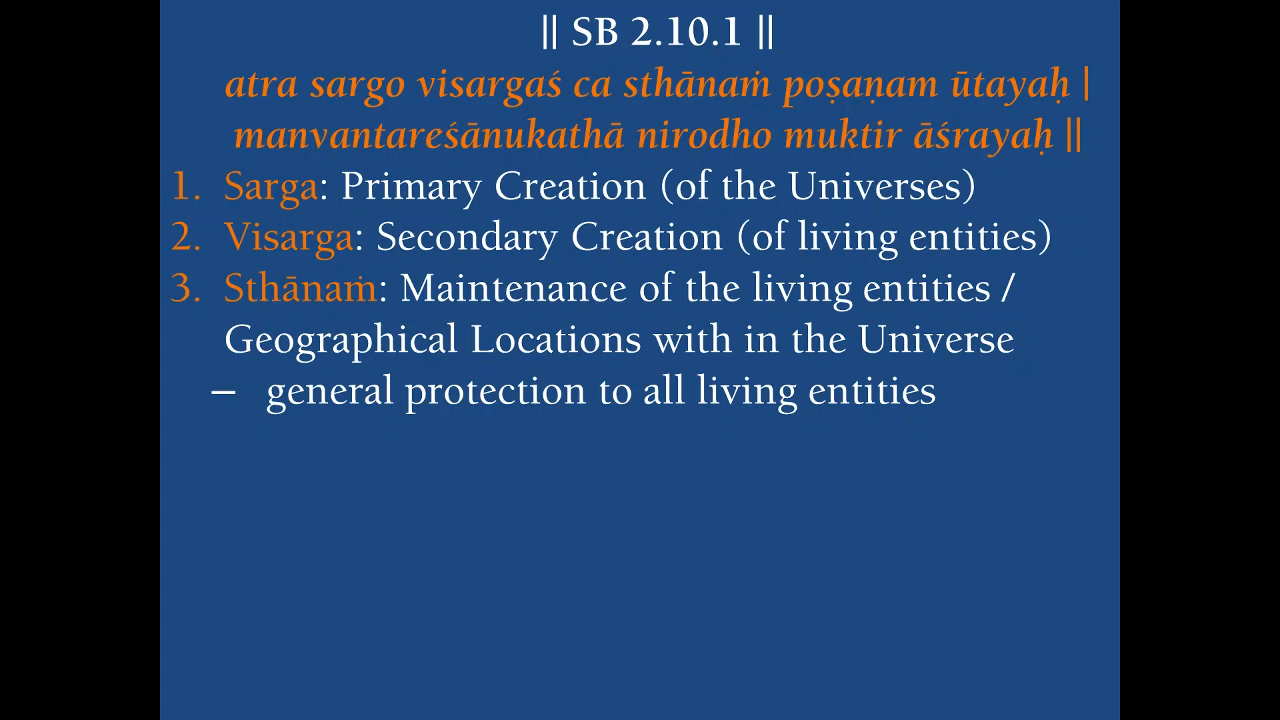 || SB 2.10.1 ||
atra sargo visargaś ca sthānaṁ poṣaṇam ūtayaḥ |
manvantareśānukathā nirodho muktir āśrayaḥ ||
1. Sarga: Primary Creation (of the Universes)
2. Visarga: Secondary Creation (of living entities)
3. Sthānaṁ: Maintenance of the living entities /
Geographical Locations with in the Universe
– general protection to all living entities